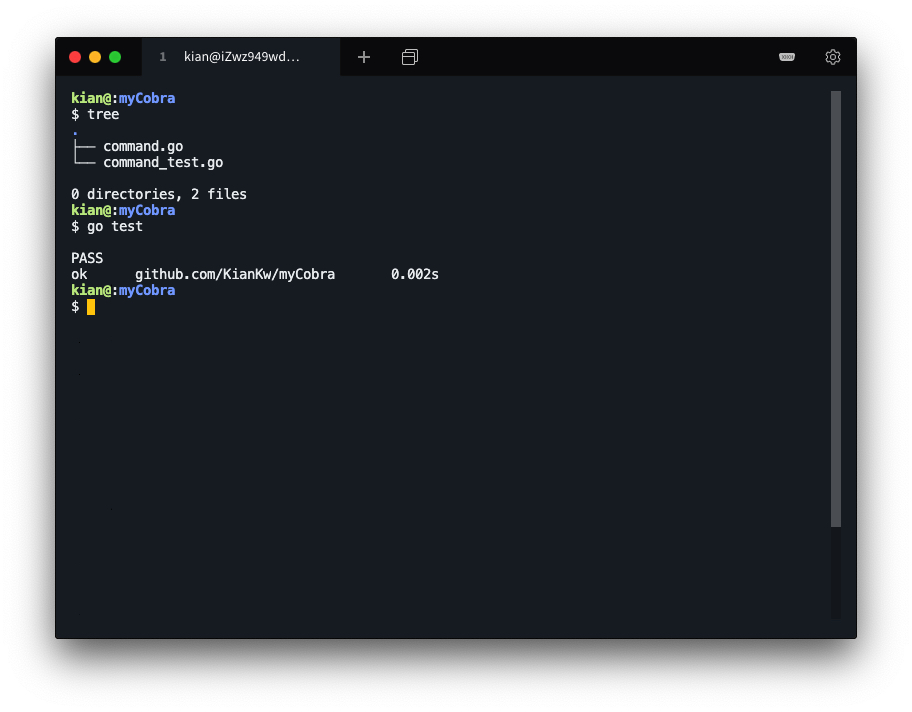 1 kian@iZwz949wd...
kian@:myCobra
$ tree
.
├── command.go
└── command_test.go
0 directories, 2 files
kian@:myCobra
$ go test
PASS
ok github.com/KianKw/myCobra 0.002s
kian@:myCobra
$